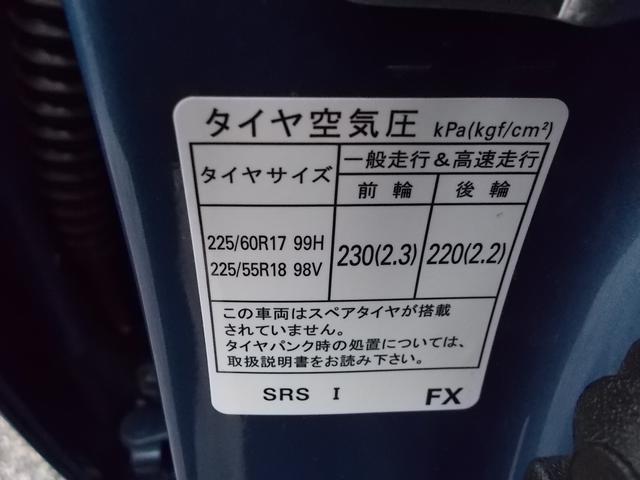 タイヤ空気圧 kPa(kgf/cm²)
タイヤサイズ 一般走行&高速走行
前輪 後輪
225/60R17 99H
225/55R18 98V
230(2.3) 220(2.2)
この車両はスペアタイヤが搭載
されていません。
タイヤパンク時の処置については、
取扱説明書をお読み下さい。
SRS I FX